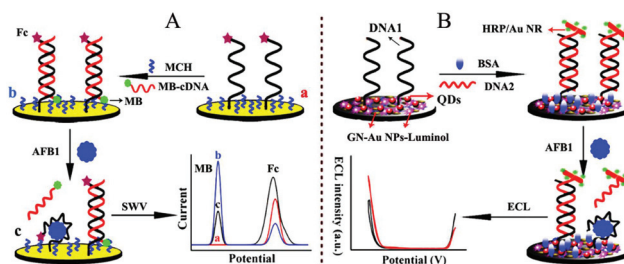 A
Fc
MCH
MB-cDNA
b
MB
a
AFB1
c
SWV
Current
MB
b
c
a
Fc
Potential
B
DNA1
QDs
GN-Au NPs-Luminol
BSA
DNA2
HRP/Au NR
AFB1
ECL
ECL intensity (a.u.)
Potential (V)